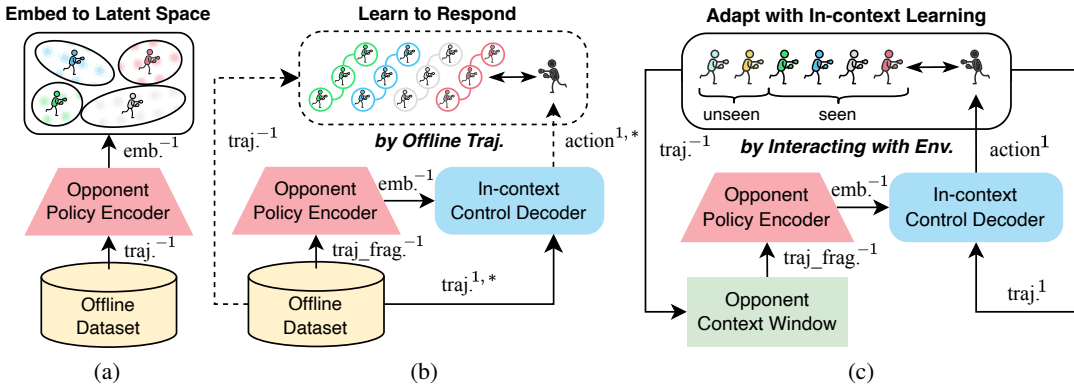 Embed to Latent Space
emb.⁻¹
Opponent
Policy Encoder
traj.⁻¹
Offline
Dataset
(a)
Learn to Respond
by Offline Traj.
traj.⁻¹
action¹,*
Opponent
Policy Encoder
emb.⁻¹
In-context
Control Decoder
traj_frag.⁻¹
Offline
Dataset
traj.¹,*
(b)
Adapt with In-context Learning
unseen
seen
by Interacting with Env.
traj.⁻¹
action¹
Opponent
Policy Encoder
emb.⁻¹
In-context
Control Decoder
traj_frag.⁻¹
Opponent
Context Window
traj.¹
(c)